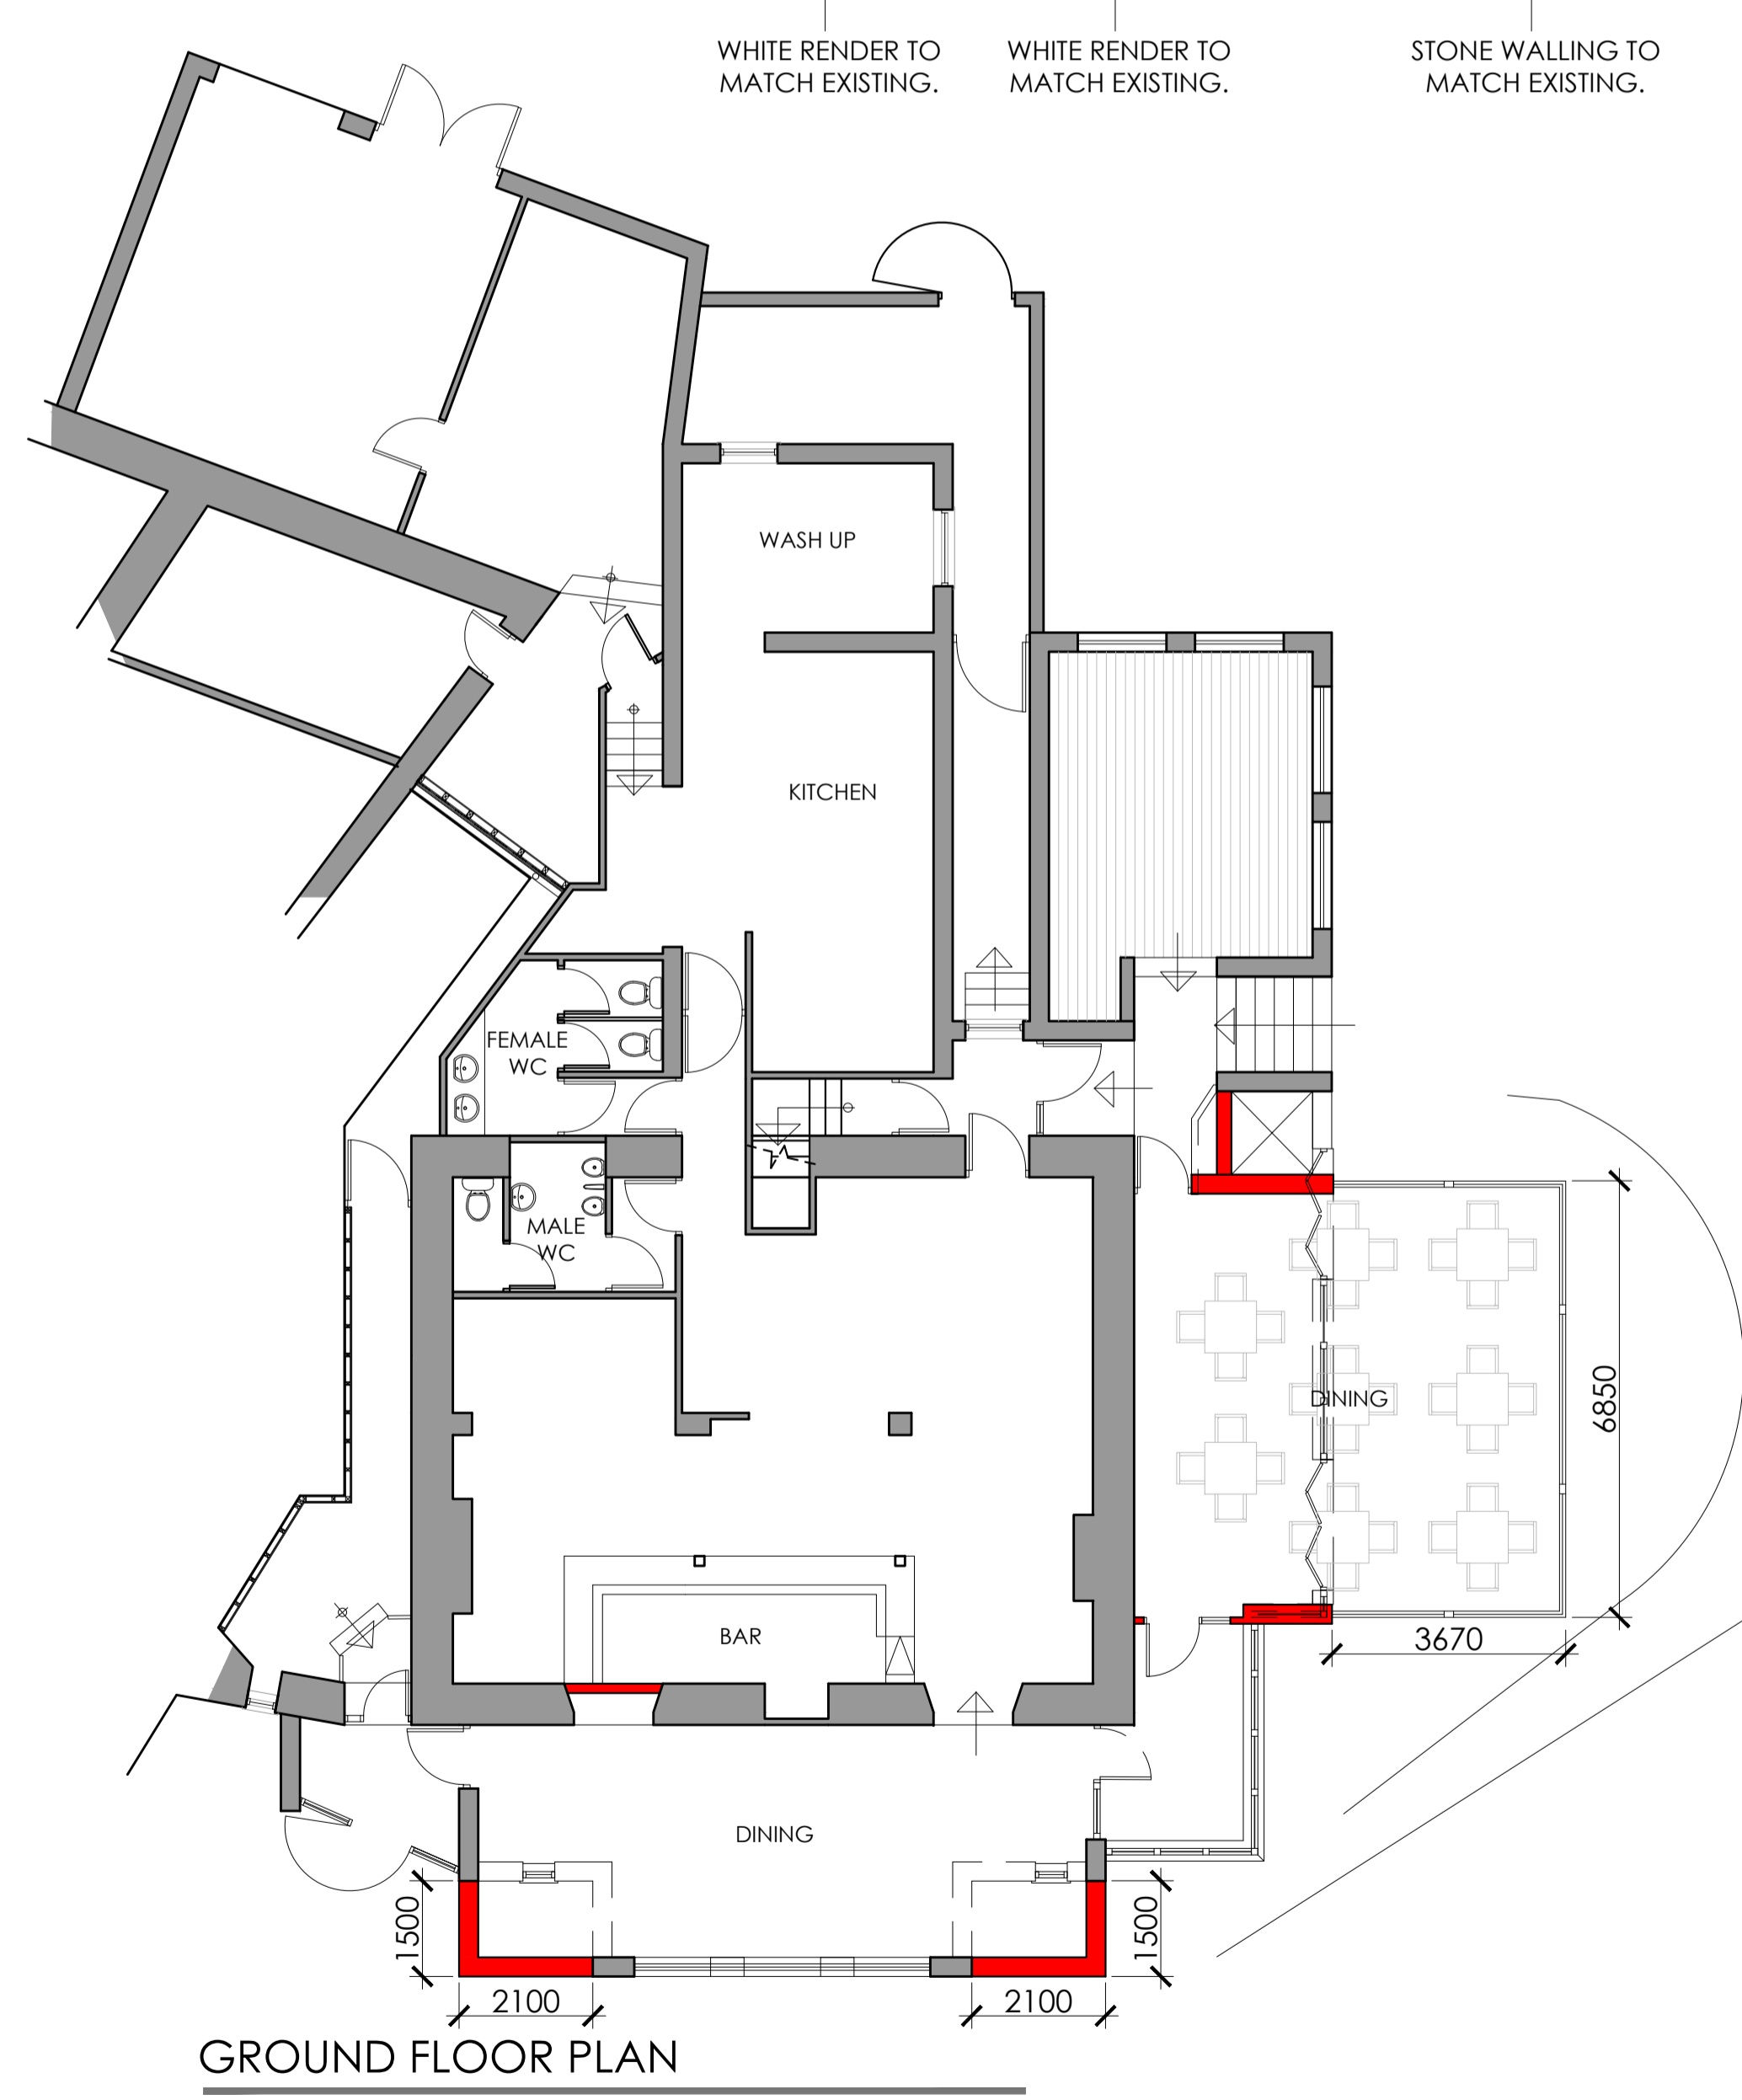 WHITE RENDER TO
MATCH EXISTING.
WHITE RENDER TO
MATCH EXISTING.
STONE WALLING TO
MATCH EXISTING.
WASH UP
KITCHEN
FEMALE
WC
MALE
WC
DINING
6850
3670
BAR
DINING
1500
1500
2100
2100
GROUND FLOOR PLAN